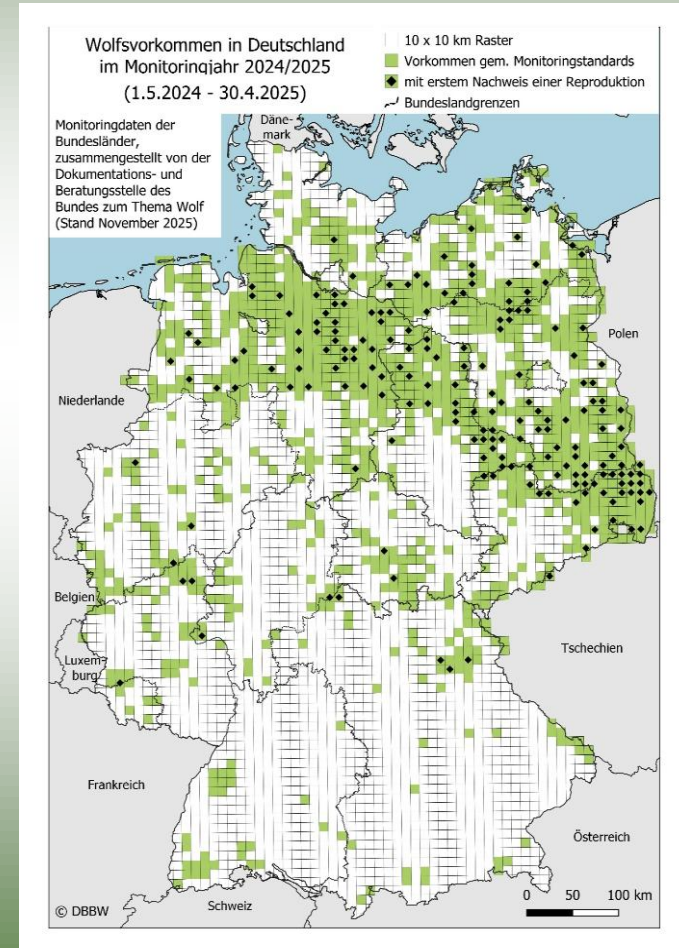 Wolfsvorkommen in Deutschland
im Monitoringjahr 2024/2025
(1.5.2024 - 30.4.2025)
Monitoringdaten der
Bundesländer,
zusammengestellt von der
Dokumentations- und
Beratungsstelle des
Bundes zum Thema Wolf
(Stand November 2025)
10 x 10 km Raster
Vorkommen gem. Monitoringstandards
mit erstem Nachweis einer Reproduktion
Bundeslandgrenzen
Däne-
mark
Polen
Niederlande
Belgien
Luxem-
burg
Tschechien
Frankreich
Österreich
Schweiz
0 50 100 km
© DBBW